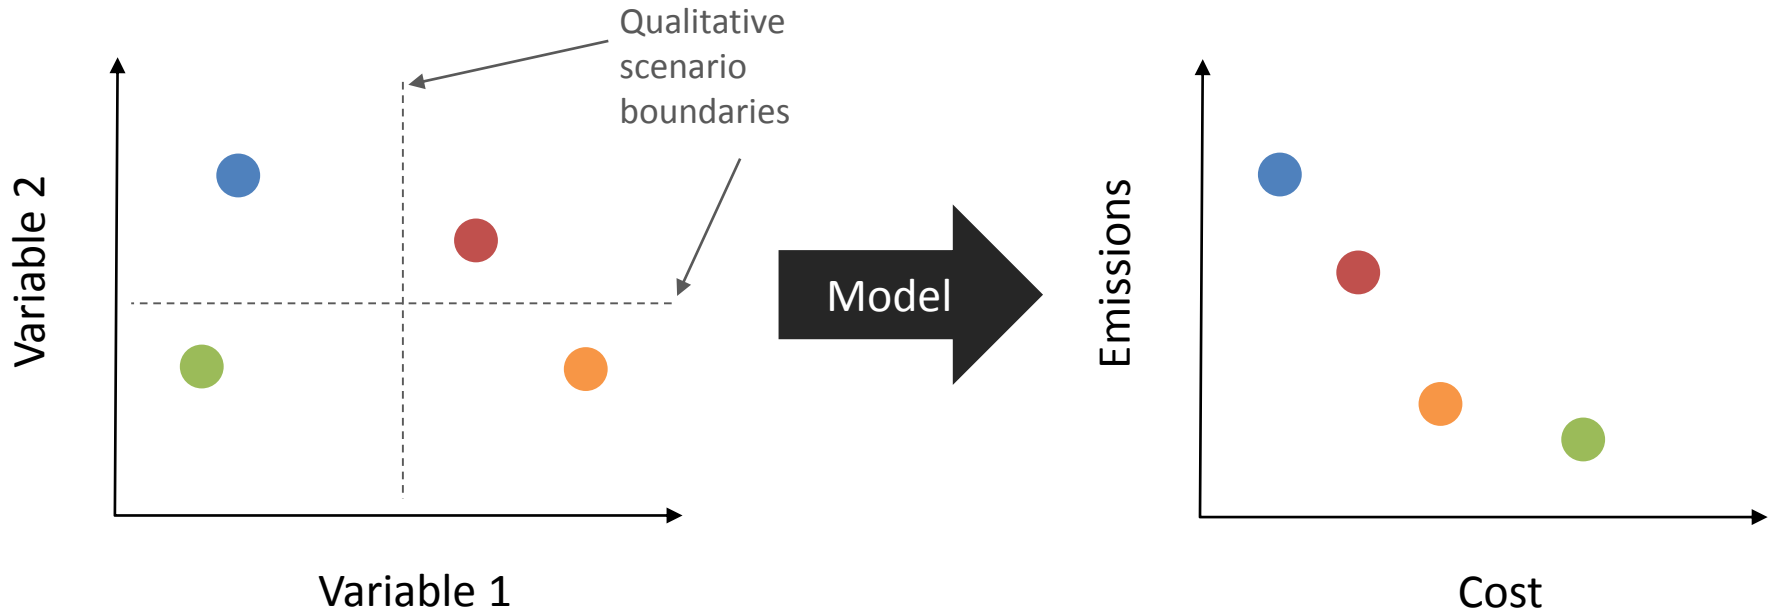 Qualitative
scenario
boundaries
Variable 2
Variable 1
Model
Emissions
Cost